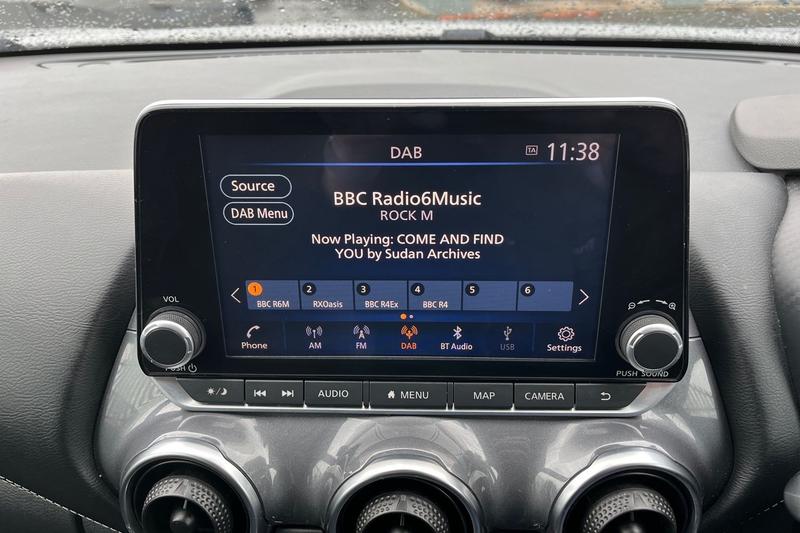 DAB
TA 11:38
Source
DAB Menu
BBC Radio6Music
ROCK M
Now Playing: COME AND FIND
YOU by Sudan Archives
1 2 3 4 5 6
BBC R6M RXOasis BBC R4Ex BBC R4
Phone AM FM DAB BT Audio USB Settings
VOL
PUSH
PUSH SOUND
AUDIO MENU MAP CAMERA